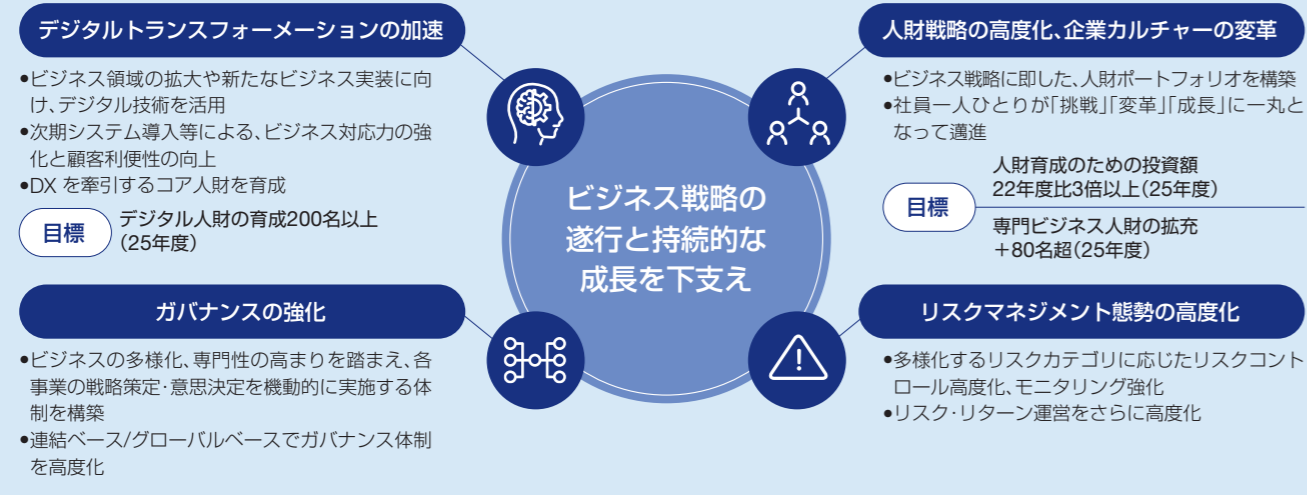 デジタルトランスフォーメーションの加速
●ビジネス領域の拡大や新たなビジネス実装に向
け、デジタル技術を活用
●次期システム導入等による、ビジネス対応力の強
化と顧客利便性の向上
●DX を牽引するコア人財を育成
目標
デジタル人財の育成200名以上
（25年度）
人財戦略の高度化、企業カルチャーの変革
●ビジネス戦略に即した、人財ポートフォリオを構築
●社員一人ひとりが「挑戦」「変革」「成長」に一丸と
なって邁進
目標
人財育成のための投資額
22年度比3倍以上（25年度）
専門ビジネス人財の拡充
＋80名超（25年度）
ビジネス戦略の
遂行と持続的な
成長を下支え
ガバナンスの強化
●ビジネスの多様化、専門性の高まりを踏まえ、各
事業の戦略策定・意思決定を機動的に実施する体
制を構築
●連結ベース/グローバルベースでガバナンス体制
を高度化
リスクマネジメント態勢の高度化
●多様化するリスクカテゴリに応じたリスクコント
ロール高度化、モニタリング強化
●リスク・リターン運営をさらに高度化